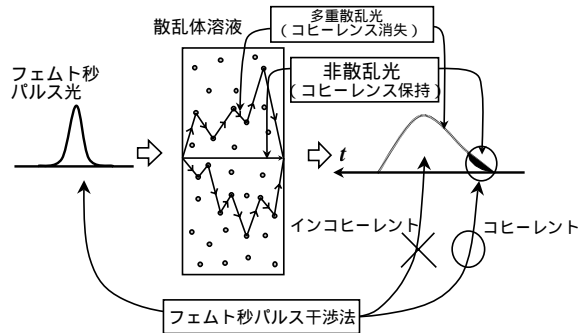 散乱体溶液
多重散乱光
(コヒーレンス消失)
フェムト秒
パルス光
非散乱光
(コヒーレンス保持)
t
インコヒーレント
コヒーレント
フェムト秒パルス干渉法